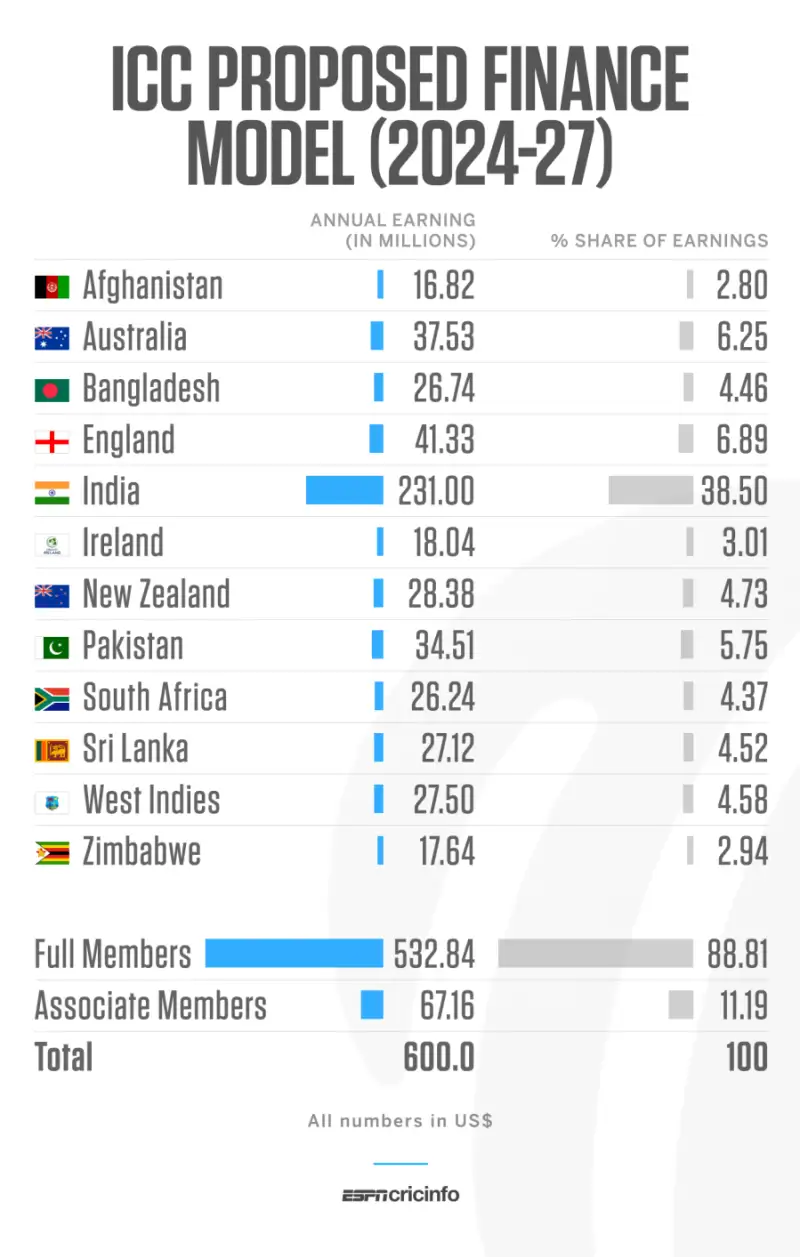 ICC PROPOSED FINANCE
MODEL (2024-27)
ANNUAL EARNING
(IN MILLIONS) % SHARE OF EARNINGS
Afghanistan 16.82 2.80
Australia 37.53 6.25
Bangladesh 26.74 4.46
England 41.33 6.89
India 231.00 38.50
Ireland 18.04 3.01
New Zealand 28.38 4.73
Pakistan 34.51 5.75
South Africa 26.24 4.37
Sri Lanka 27.12 4.52
West Indies 27.50 4.58
Zimbabwe 17.64 2.94
Full Members 532.84 88.81
Associate Members 67.16 11.19
Total 600.0 100
All numbers in US$
ESPNcricinfo